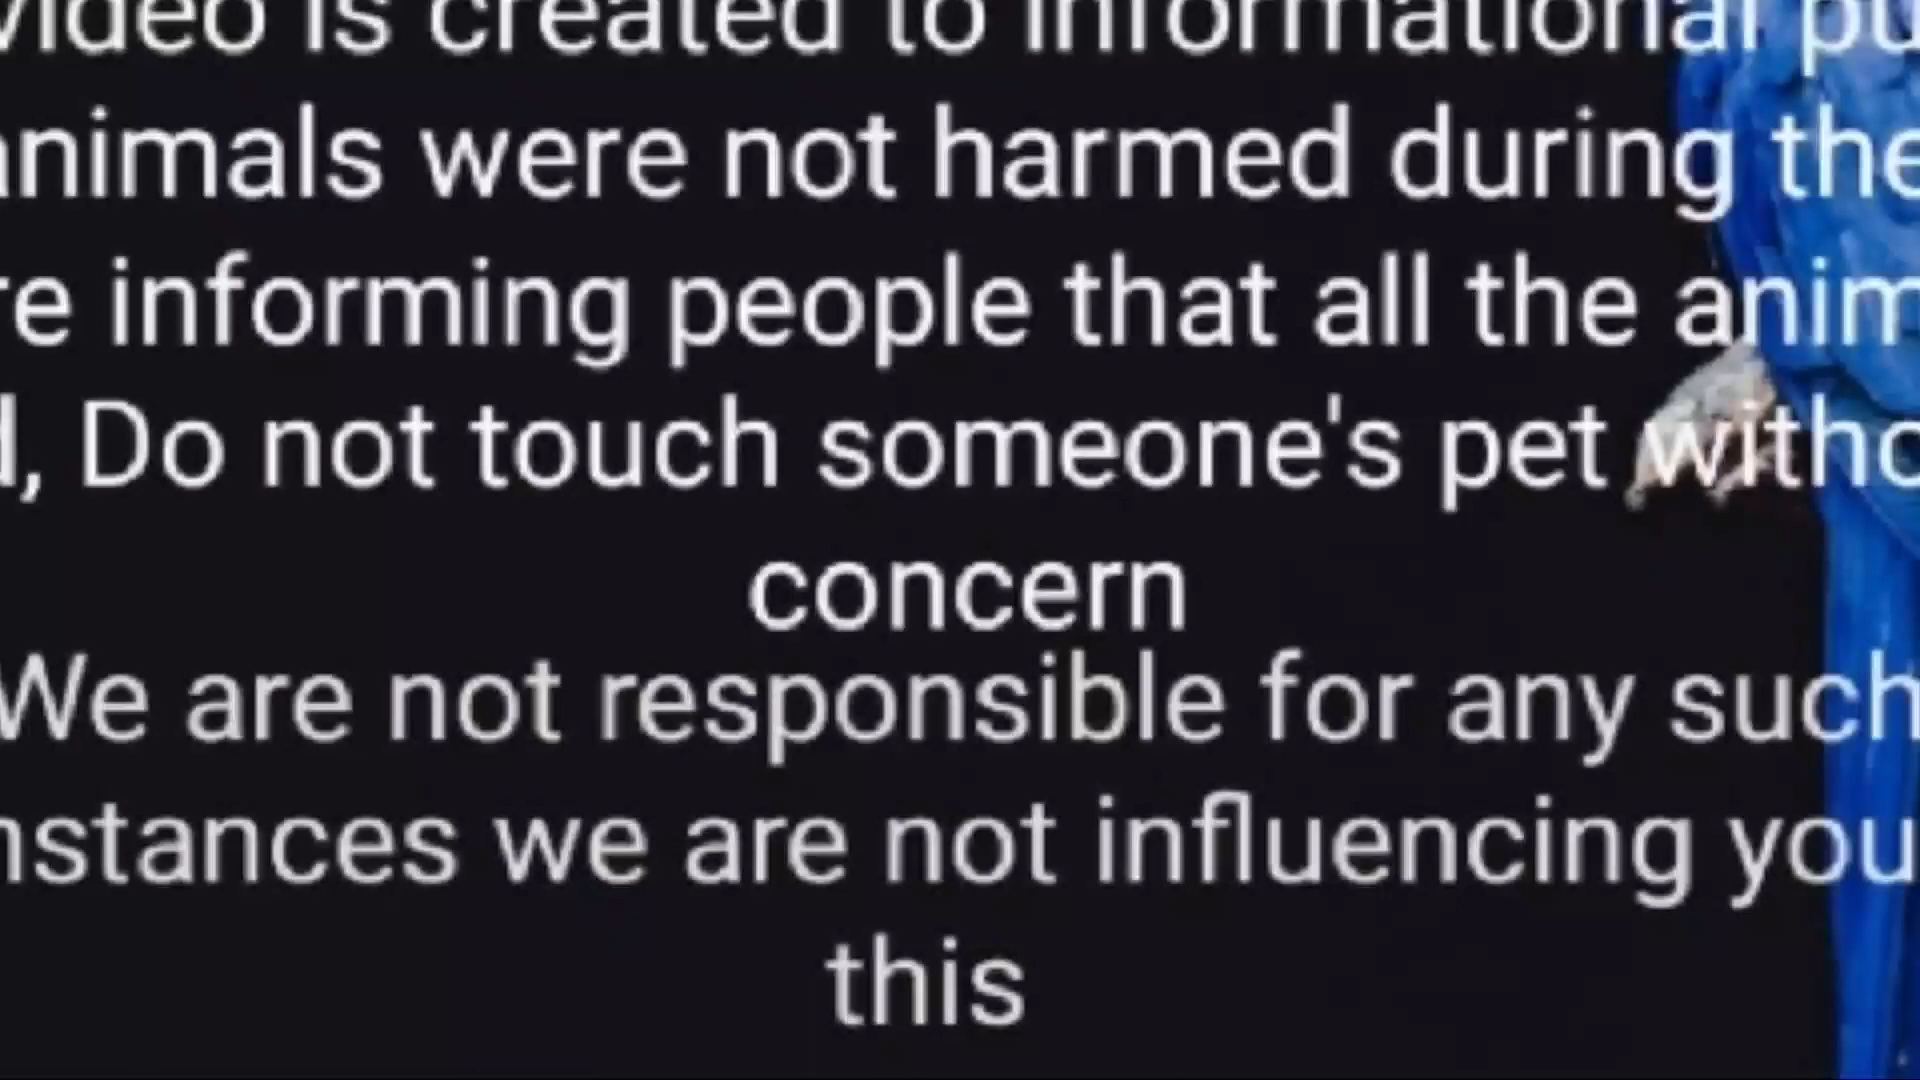 video is created to informational pu
animals were not harmed during the
re informing people that all the anim
d, Do not touch someone's pet witho
concern
We are not responsible for any such
nstances we are not influencing you
this